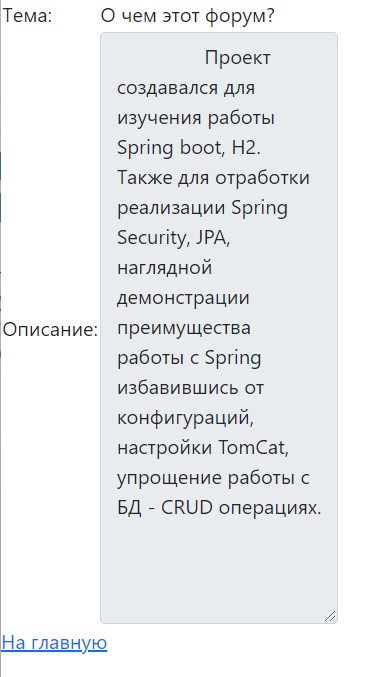 Тема: О чем этот форум?
Проект
создавался для
изучения работы
Spring boot, H2.
Также для отработки
реализации Spring
Security, JPA,
наглядной
демонстрации
Описание:
преимущества
работы с Spring
избавившись от
конфигураций,
настройки TomCat,
упрощение работы с
БД - CRUD операциях.
На главную